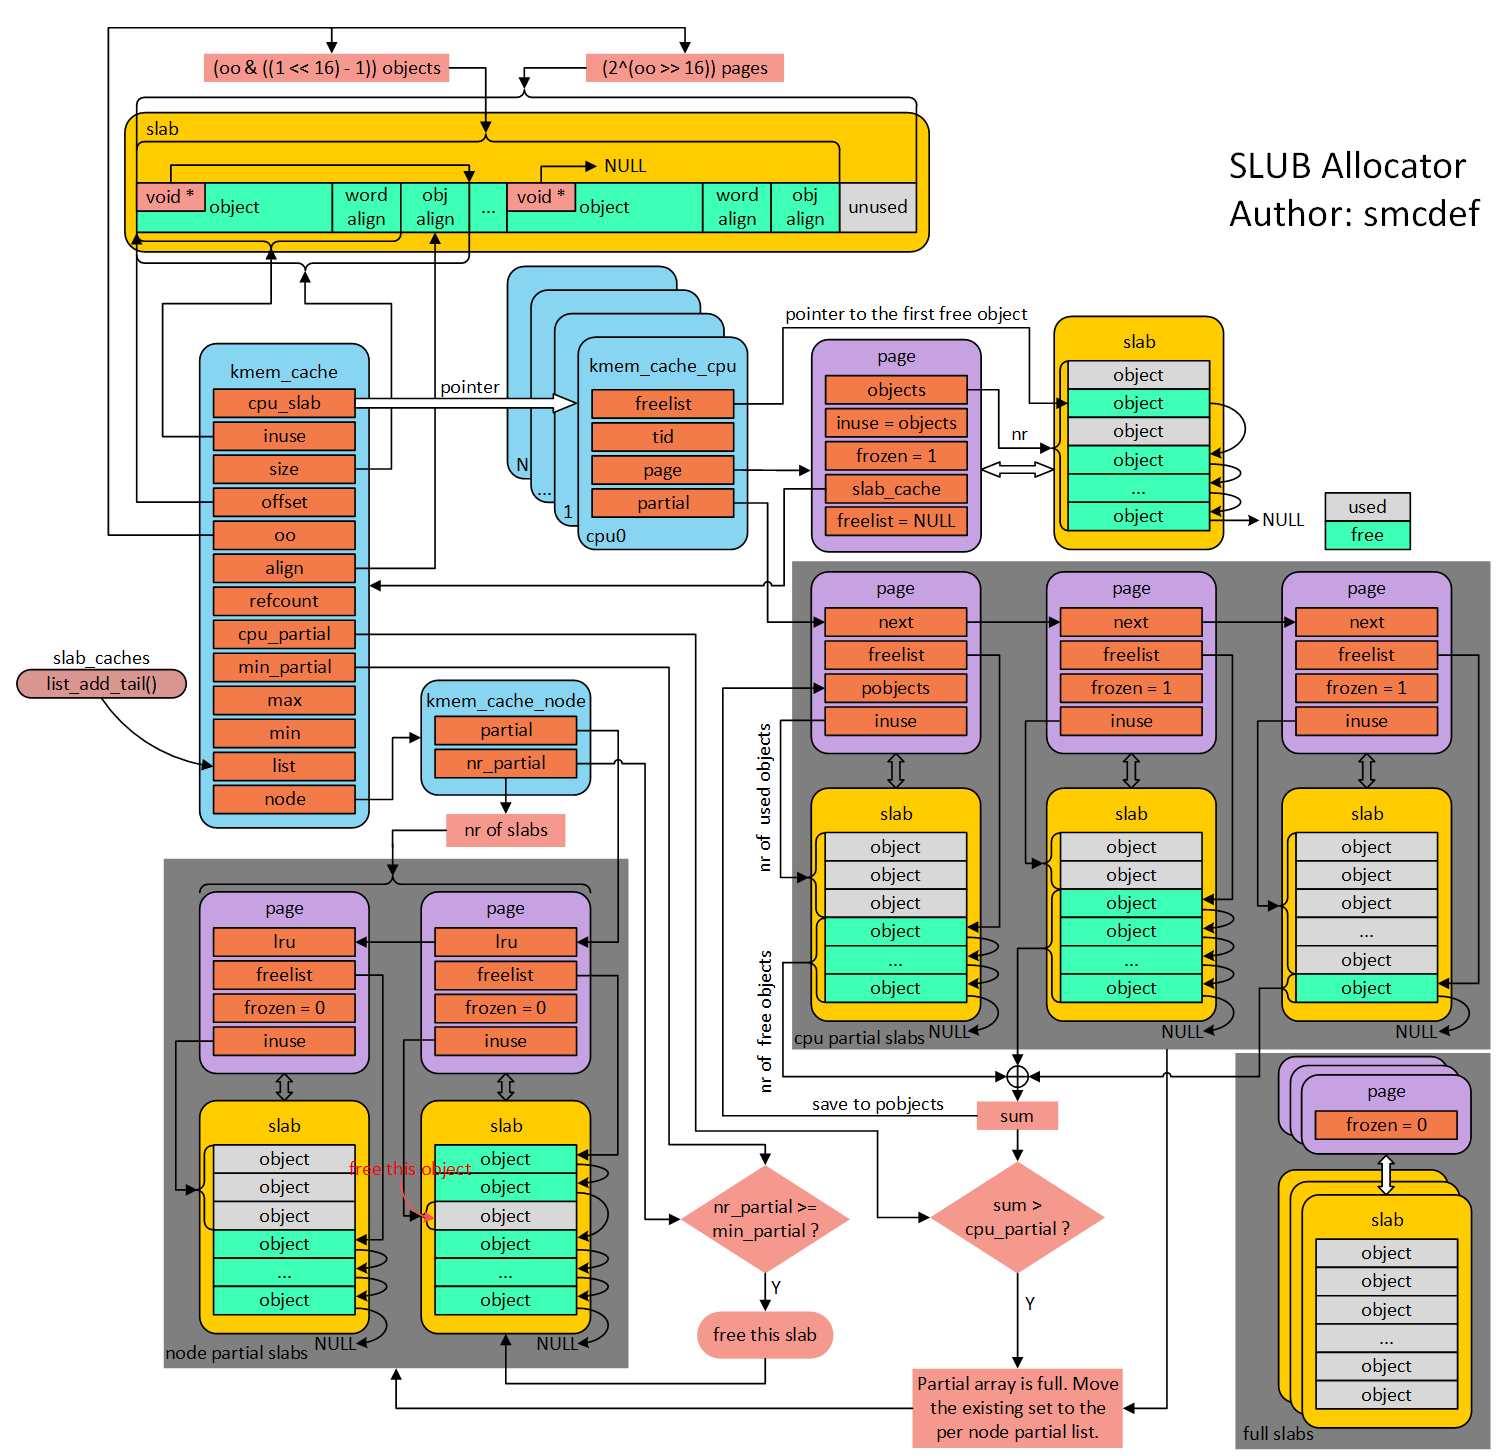 (oo & ((1 << 16) - 1)) objects
(2^(oo >> 16)) pages
SLUB Allocator
Author: smcdef
slab
NULL
void *
object
word
align
obj
align
...
void *
object
word
align
obj
align
unused
kmem_cache
cpu_slab
inuse
size
offset
oo
align
refcount
cpu_partial
min_partial
max
min
list
node
slab_caches
list_add_tail()
pointer
N
...
1
kmem_cache_cpu
freelist
tid
page
partial
cpu0
pointer to the first free object
page
objects
inuse = objects
frozen = 1
slab_cache
freelist = NULL
nr
slab
object
object
object
object
...
object
NULL
used
free
kmem_cache_node
partial
nr_partial
nr of slabs
page
next
freelist
pobjects
inuse
page
next
freelist
frozen = 1
inuse
page
next
freelist
frozen = 1
inuse
nr of used objects
nr of free objects
slab
object
object
object
object
...
object
NULL
slab
object
object
object
object
...
object
NULL
slab
object
object
object
...
object
object
NULL
cpu partial slabs
page
lru
freelist
frozen = 0
inuse
page
lru
freelist
frozen = 0
inuse
slab
object
object
object
object
...
object
NULL
slab
object
object
object
object
...
object
NULL
free this object
node partial slabs
save to pobjects
sum
nr_partial >=
min_partial ?
Y
free this slab
sum >
cpu_partial ?
Y
Partial array is full. Move
the existing set to the
per node partial list.
page
frozen = 0
slab
object
object
object
...
object
object
full slabs